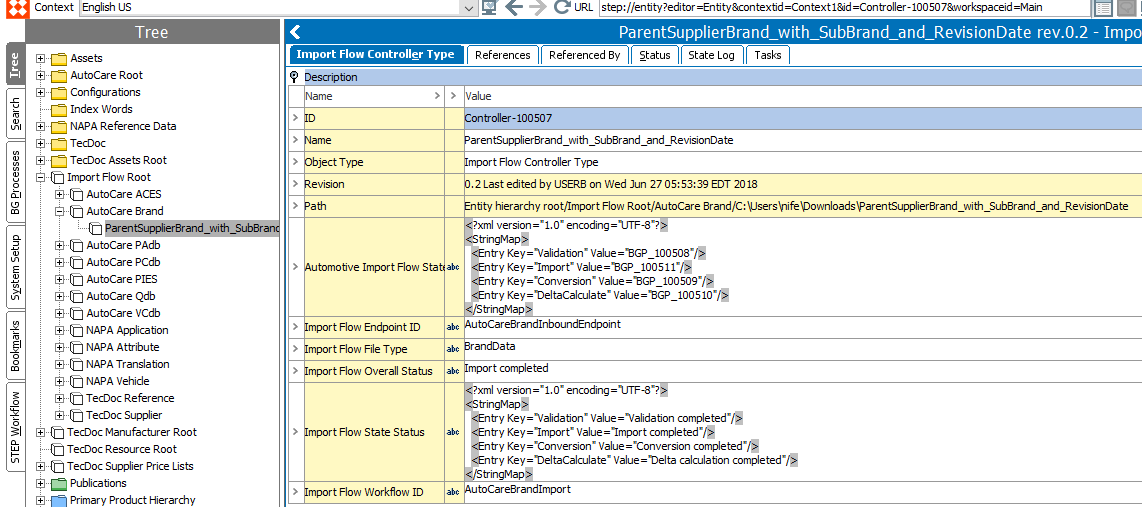 Context English US URL step://entity?editor=Entity&contextid=Context1&id=Controller-100507&workspaceid=Main
Tree
Search
BG Processes
System Setup
Bookmarks
STEP Workflow
Tree
Assets
AutoCare Root
Configurations
Index Words
NAPA Reference Data
TecDoc
TecDoc Assets Root
Import Flow Root
AutoCare ACES
AutoCare Brand
ParentSupplierBrand_with_SubBrand
AutoCare PAdb
AutoCare PCdb
AutoCare PIES
AutoCare Qdb
AutoCare VCdb
NAPA Application
NAPA Attribute
NAPA Translation
NAPA Vehicle
TecDoc Reference
TecDoc Supplier
TecDoc Manufacturer Root
TecDoc Resource Root
TecDoc Supplier Price Lists
Publications
Primary Product Hierarchy
ParentSupplierBrand_with_SubBrand_and_RevisionDate rev.0.2 - Impo
Import Flow Controller Type References Referenced By Status State Log Tasks
Description
Name > > Value
> ID Controller-100507
> Name ParentSupplierBrand_with_SubBrand_and_RevisionDate
> Object Type Import Flow Controller Type
> Revision 0.2 Last edited by USERB on Wed Jun 27 05:53:39 EDT 2018
> Path Entity hierarchy root/Import Flow Root/AutoCare Brand/C:\Users\nife\Downloads\ParentSupplierBrand_with_SubBrand_and_RevisionDate
> Automotive Import Flow State abc
<?xml version="1.0" encoding="UTF-8"?>
<StringMap>
<Entry Key="Validation" Value="BGP_100508"/>
<Entry Key="Import" Value="BGP_100511"/>
<Entry Key="Conversion" Value="BGP_100509"/>
<Entry Key="DeltaCalculate" Value="BGP_100510"/>
</StringMap>
> Import Flow Endpoint ID abc AutoCareBrandInboundEndpoint
> Import Flow File Type abc BrandData
> Import Flow Overall Status abc Import completed
> Import Flow State Status abc
<?xml version="1.0" encoding="UTF-8"?>
<StringMap>
<Entry Key="Validation" Value="Validation completed"/>
<Entry Key="Import" Value="Import completed"/>
<Entry Key="Conversion" Value="Conversion completed"/>
<Entry Key="DeltaCalculate" Value="Delta calculation completed"/>
</StringMap>
> Import Flow Workflow ID abc AutoCareBrandImport